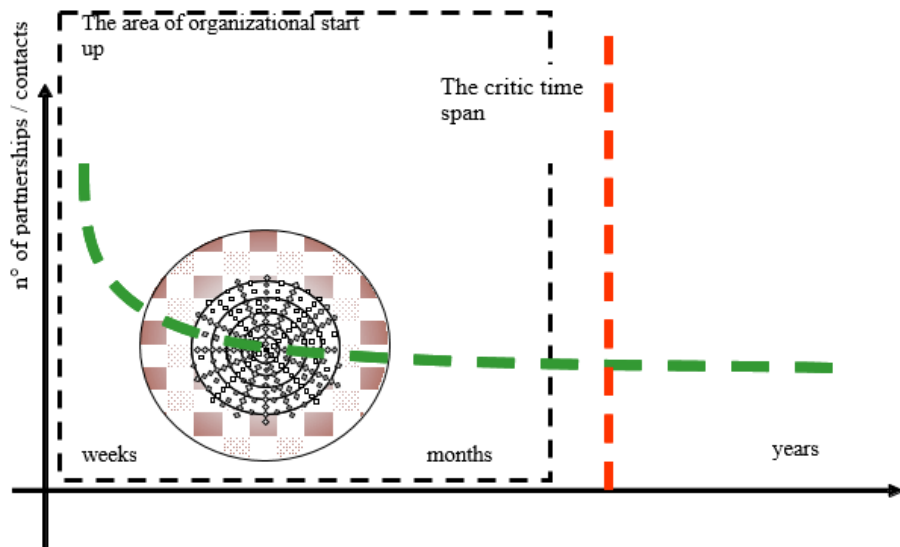 The area of organizational start
up
The critic time
span
n° of partnerships / contacts
weeks
months
years